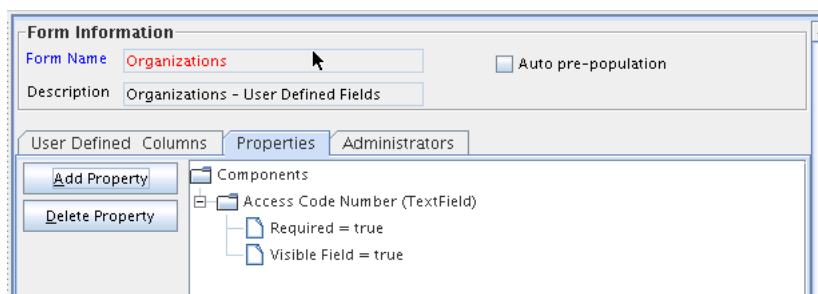 Form Information
Form Name Organizations Auto pre-population
Description Organizations - User Defined Fields
User Defined Columns Properties Administrators
Add Property
Delete Property
Components
Access Code Number (TextField)
Required = true
Visible Field = true